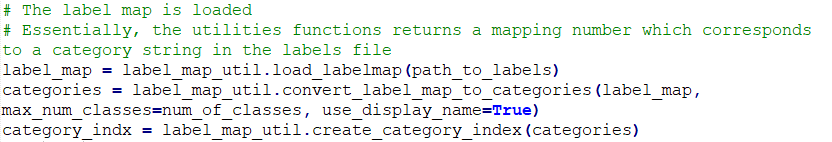 # The label map is loaded
# Essentially, the utilities functions returns a mapping number which corresponds
to a category string in the labels file
label_map = label_map_util.load_labelmap(path_to_labels)
categories = label_map_util.convert_label_map_to_categories(label_map,
max_num_classes=num_of_classes, use_display_name=True)
category_indx = label_map_util.create_category_index(categories)